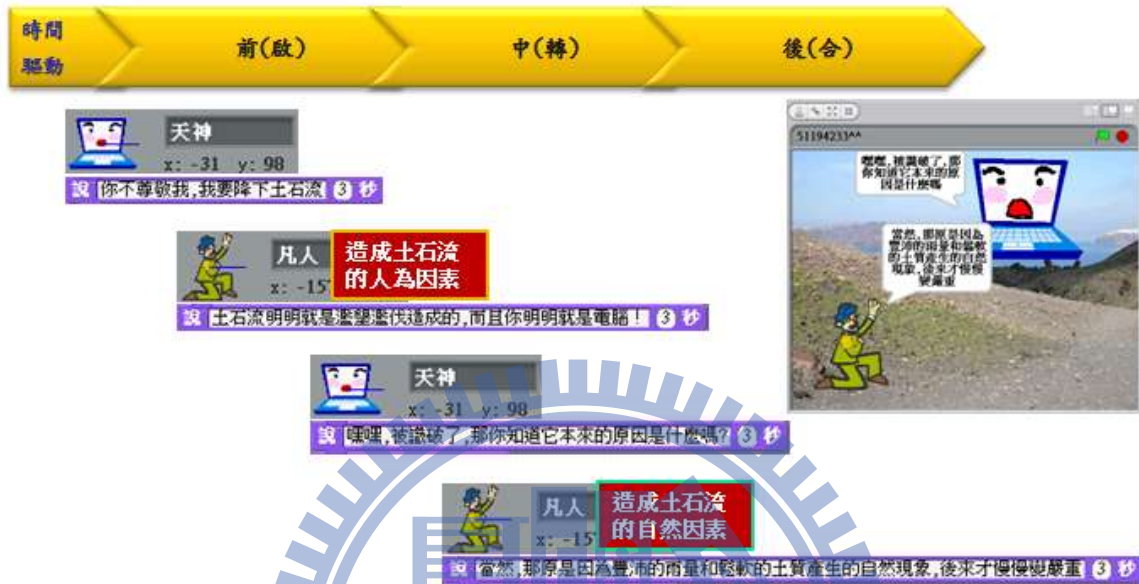 時間
驅動
前(啟)
中(轉)
後(合)
天神
x: -31 y: 98
說 你不尊敬我,我要降下土石流 3 秒
凡人
x: -15
造成土石流
的人為因素
說 土石流明明就是濫墾濫伐造成的,而且你明明就是電腦! 3 秒
天神
x: -31 y: 98
說 嘿嘿,被識破了,那你知道它本來的原因是什麼嗎? 3 秒
凡人
x: -15
造成土石流
的自然因素
說 當然,那原是因為豐沛的雨量和鬆軟的土質產生的自然現象,後來才慢慢變嚴重 3 秒
51194233^^
嘿嘿,被識破了,那
你知道它本來的原
因是什麼嗎
當然,那原是因為
豐沛的雨量和鬆軟
的土質產生的自然
現象,後來才慢慢
變嚴重